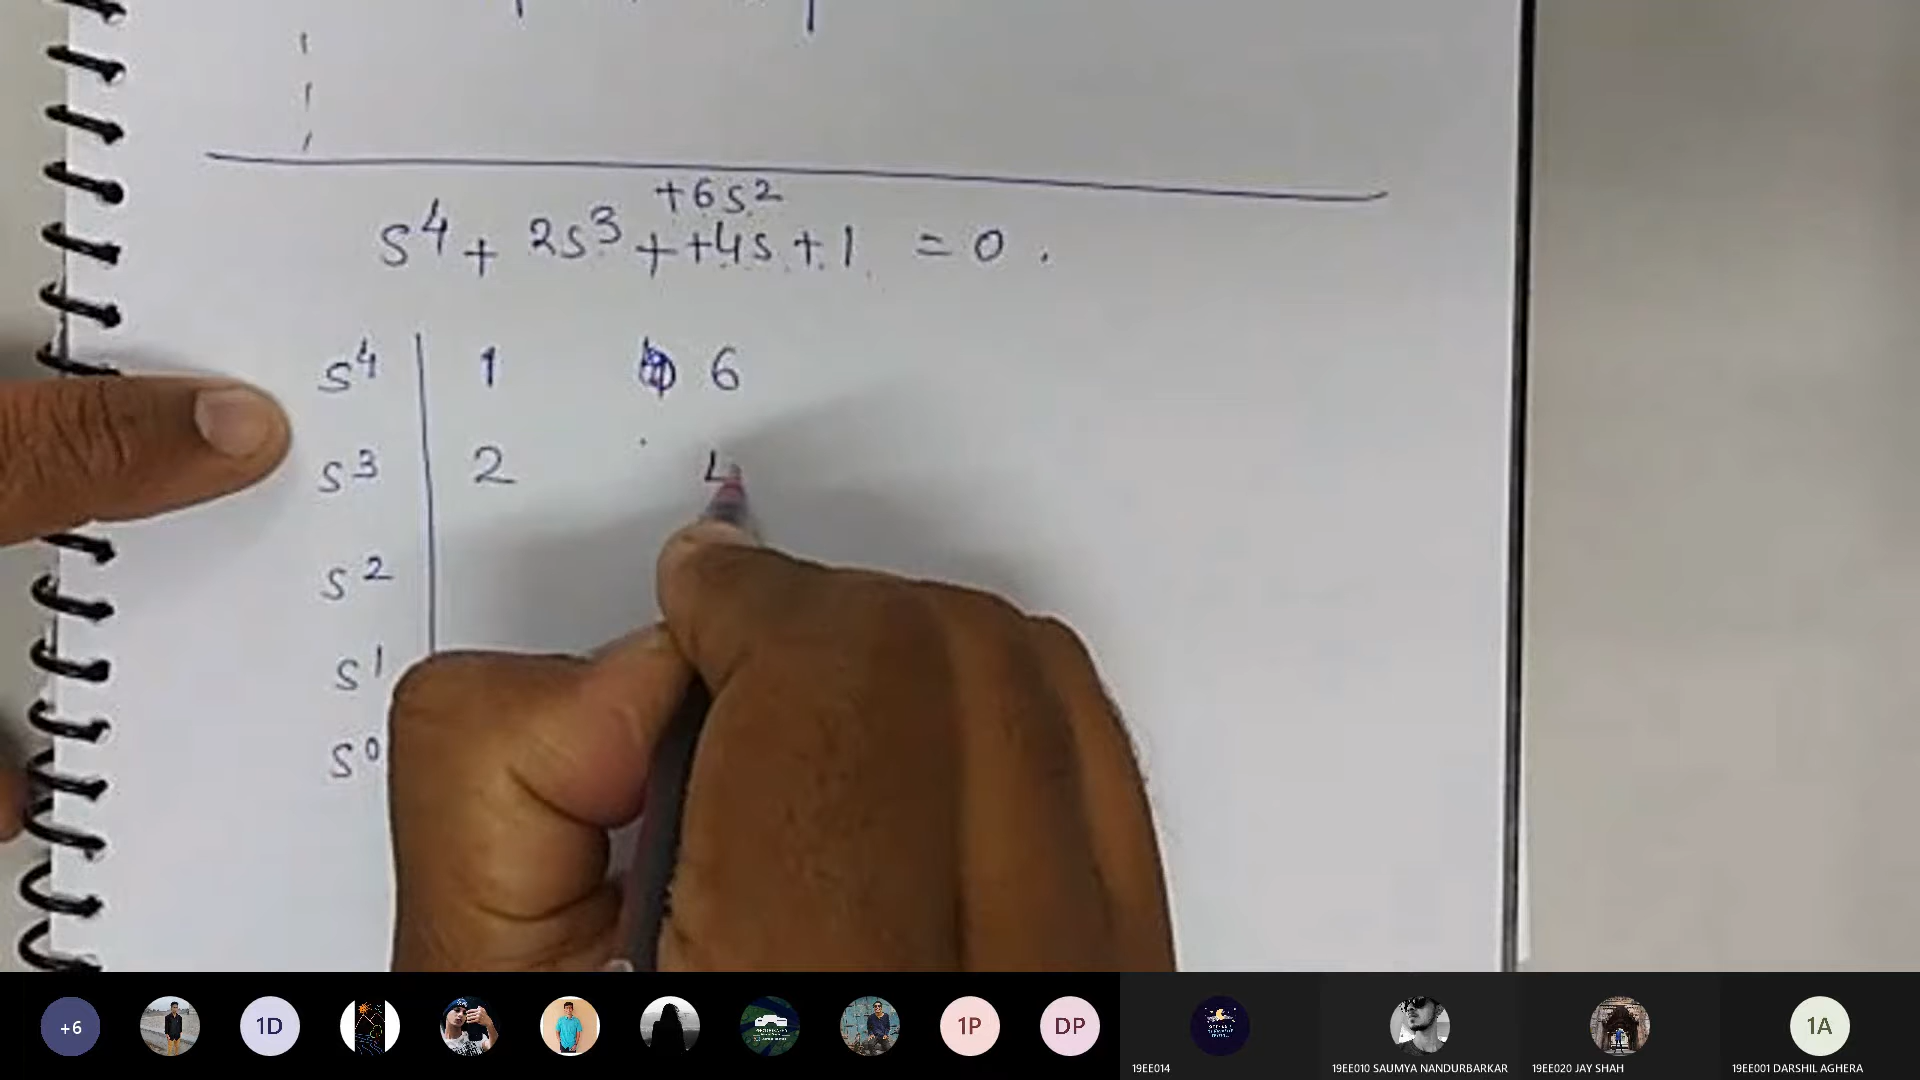 +6s²
s⁴ + 2s³ + +4s + 1 = 0 .
s⁴ 1 6
s³ 2 4
s²
s¹
s⁰
+6
1D
1P
DP
1A
19EE014
19EE010 SAUMYA NANDURBARKAR
19EE020 JAY SHAH
19EE001 DARSHIL AGHERA